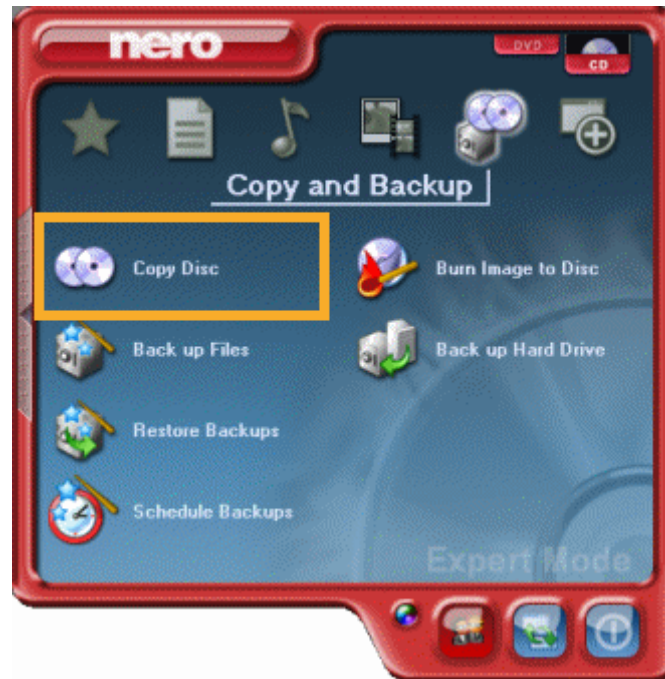 nero
DVD
CD
Copy and Backup
Copy Disc
Burn Image to Disc
Back up Files
Back up Hard Drive
Restore Backups
Schedule Backups
Expert Mode